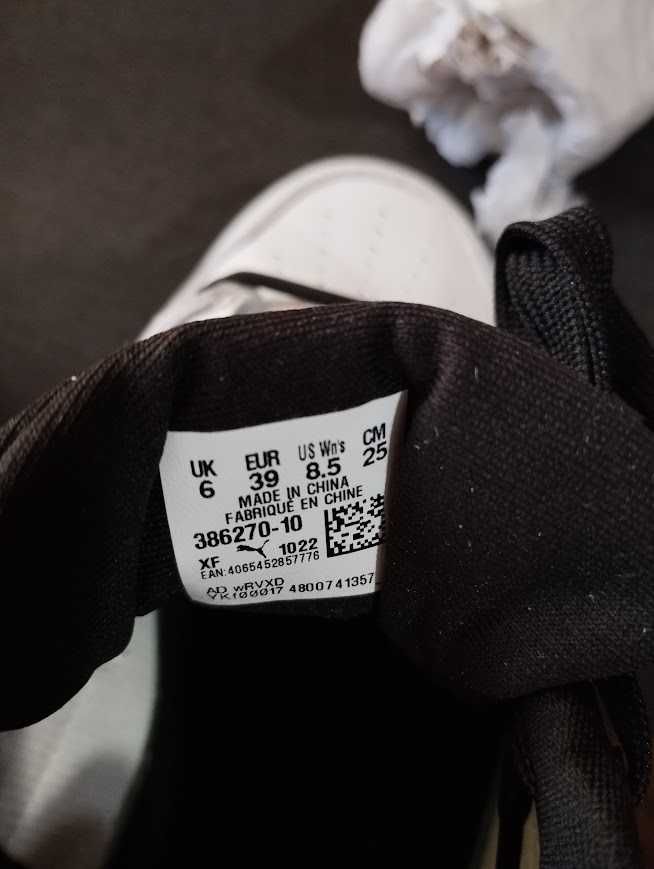 UK EUR US Wn's CM
6 39 8.5 25
MADE IN CHINA
FABRIQUÉ EN CHINE
386270-10
XF 1022
EAN:4065452857776
AD wRVXD
YK100017 4800741357